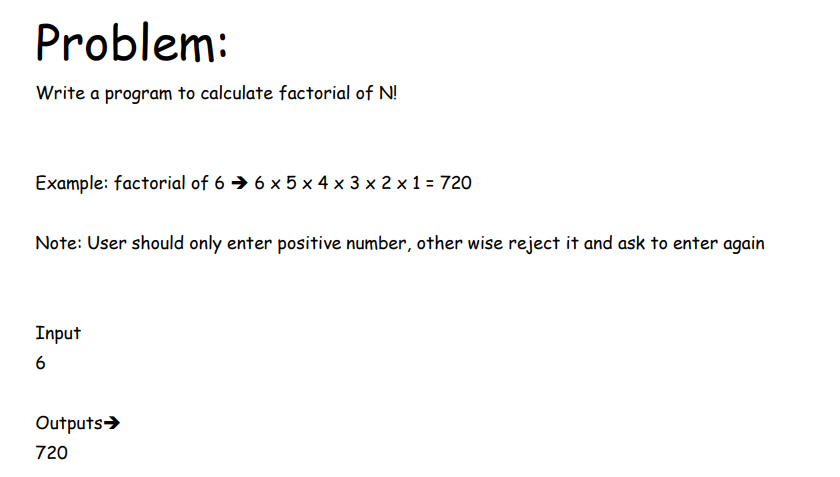 Problem:
Write a program to calculate factorial of N!
Example: factorial of 6 ➔ 6 x 5 x 4 x 3 x 2 x 1 = 720
Note: User should only enter positive number, other wise reject it and ask to enter again
Input
6
Outputs➔
720